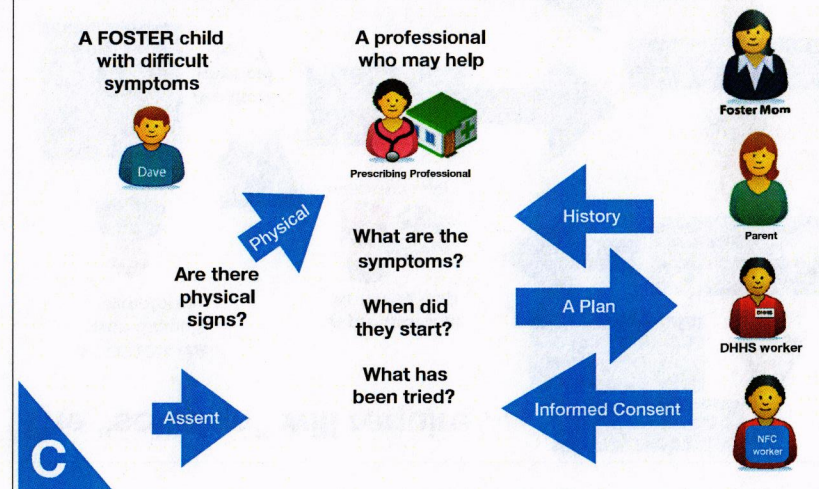 A FOSTER child
with difficult
symptoms
Dave
A professional
who may help
Prescribing Professional
Foster Mom
Parent
DHHS
DHHS worker
NFC
worker
Physical
Are there
physical
signs?
What are the
symptoms?
When did
they start?
What has
been tried?
History
A Plan
Informed Consent
Assent
C